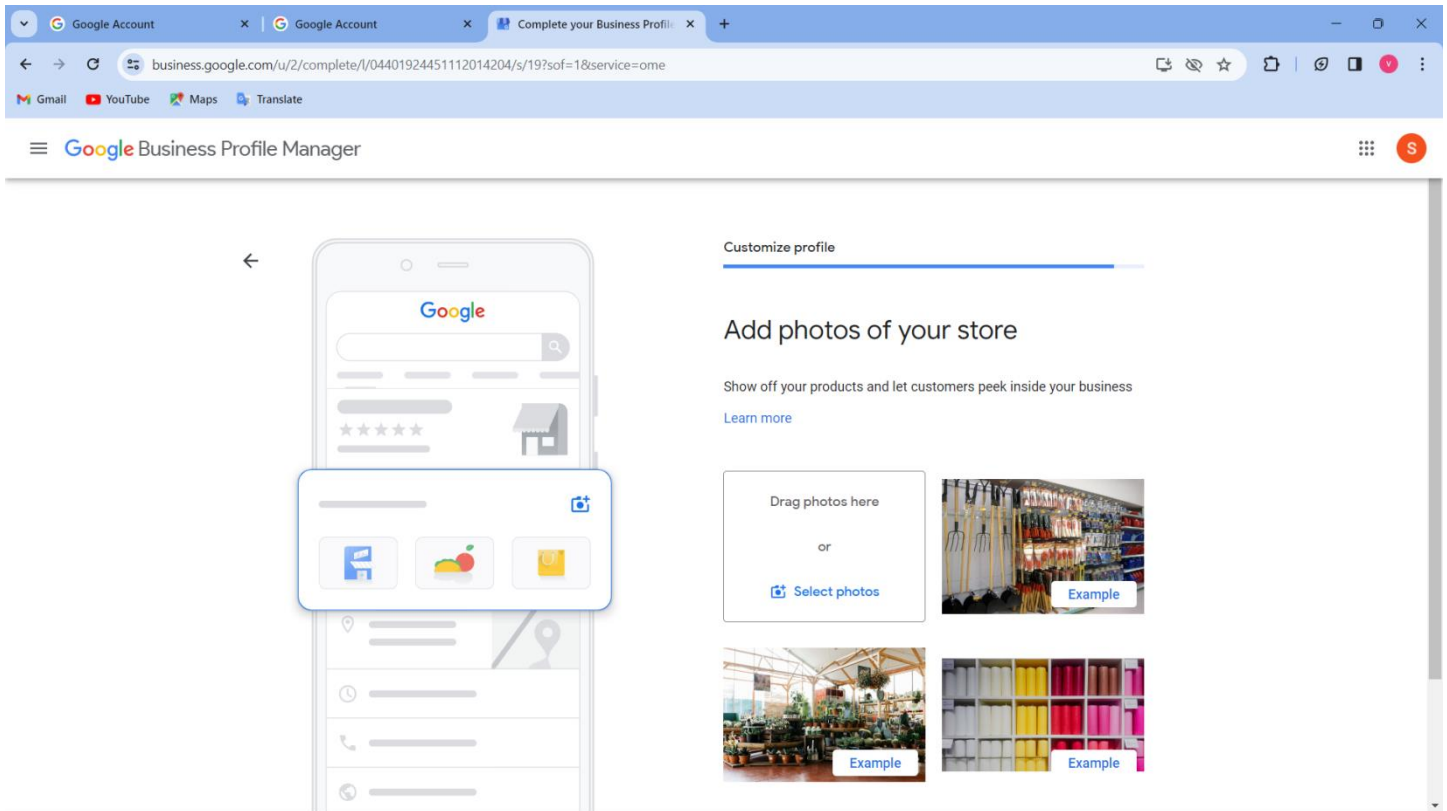 Google Account
Google Account
Complete your Business Profile
business.google.com/u/2/complete/l/04401924451112014204/s/19?sof=1&service=ome
V
Gmail
YouTube
Maps
Translate
Google Business Profile Manager
S
Customize profile
Google
Add photos of your store
Show off your products and let customers peek inside your business
Learn more
Drag photos here
or
Select photos
Example
Example
Example